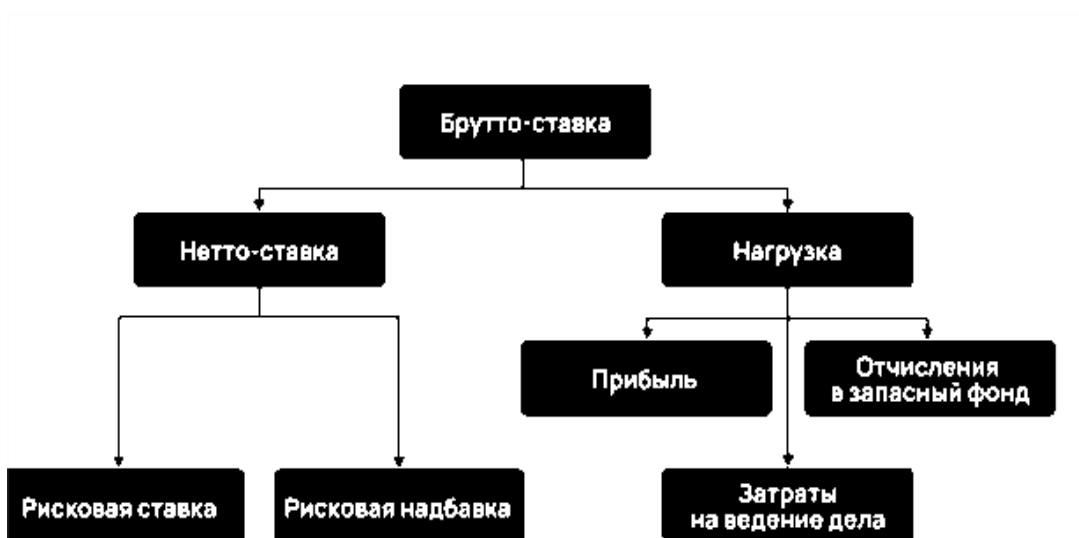 Брутто-ставка
Нетто-ставка
Нагрузка
Прибыль
Отчисления
в запасный фонд
Рисковая ставка
Рисковая надбавка
Затраты
на ведение дела